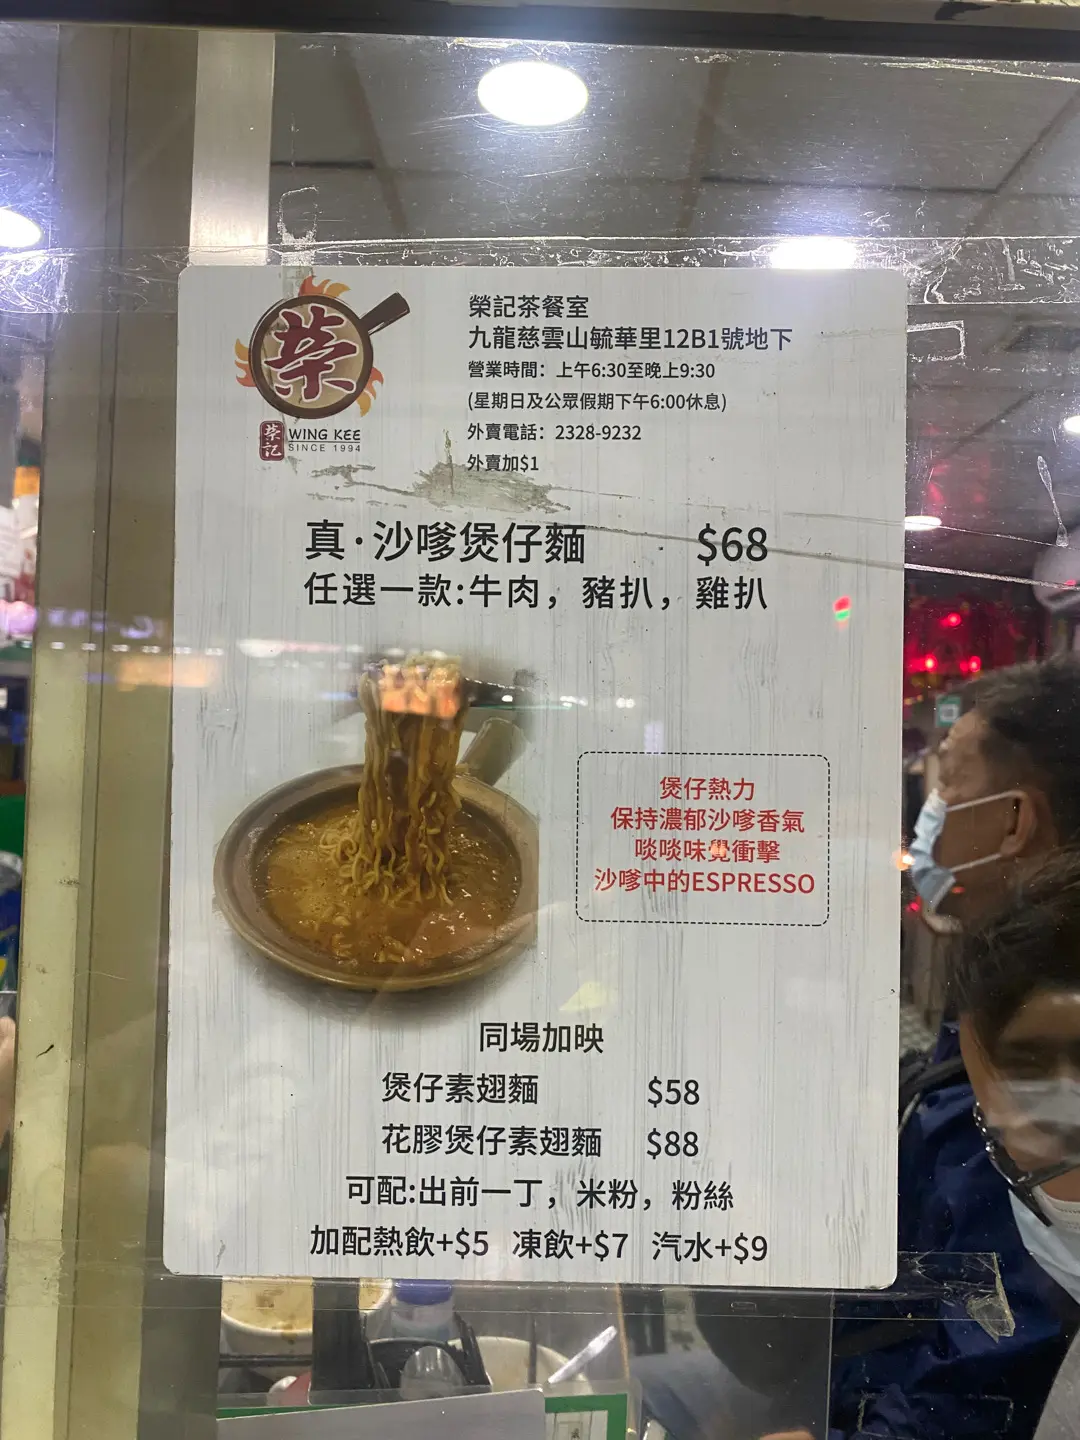 榮
榮記
WING KEE
SINCE 1994
榮記茶餐室
九龍慈雲山毓華里12B1號地下
營業時間：上午6:30至晚上9:30
(星期日及公眾假期下午6:00休息)
外賣電話：2328-9232
外賣加$1
真·沙嗲煲仔麵 $68
任選一款:牛肉，豬扒，雞扒
煲仔熱力
保持濃郁沙嗲香氣
啖啖味覺衝擊
沙嗲中的ESPRESSO
同場加映
煲仔素翅麵 $58
花膠煲仔素翅麵 $88
可配:出前一丁，米粉，粉絲
加配熱飲+$5 凍飲+$7 汽水+$9